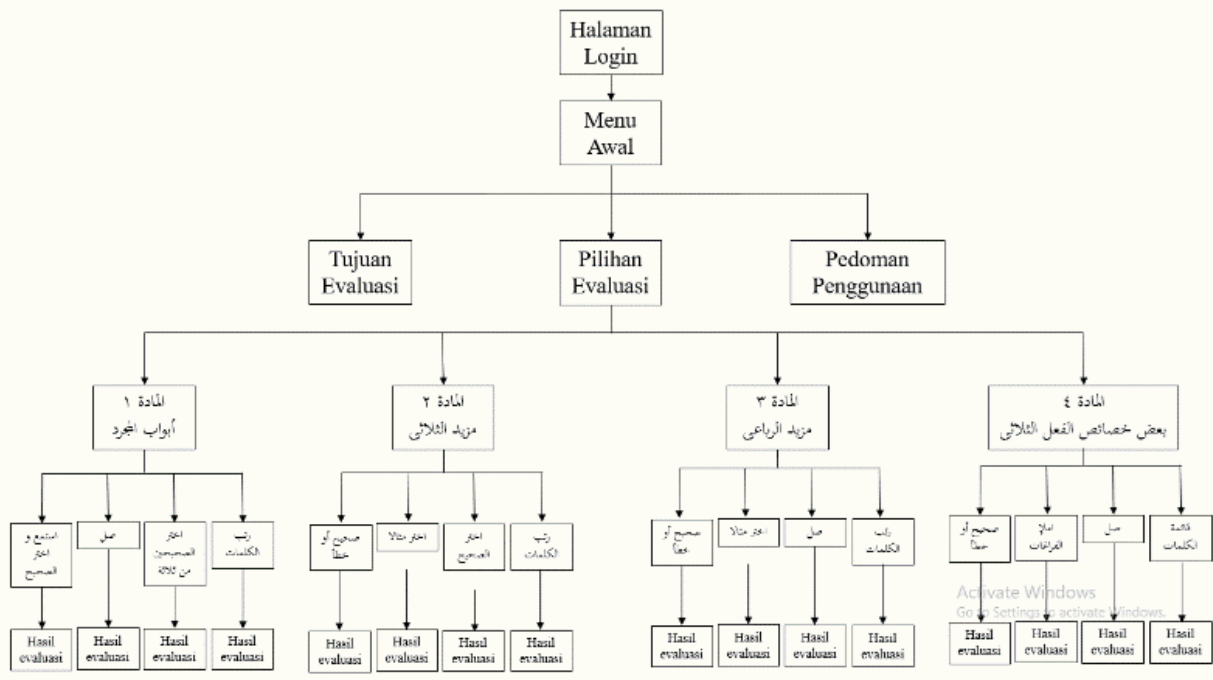 Halaman
Login
Menu
Awal
Tujuan
Evaluasi
Pilihan
Evaluasi
Pedoman
Penggunaan
المادة ١
أبواب المجرد
المادة ٢
مزيد الثلاثى
المادة ٣
مزيد الرباعى
المادة ٤
بعض خصائص الفعل الثلاثى
استمع و
اختر
الصحيح
صل
اختر
الصحيحين
من ثلاثة
رتب
الكلمات
صحيح أو
خطأ
اختر مثالا
اختر
الصحيح
رتب
الكلمات
صحيح أو
خطأ
اختر مثالا
صل
رتب
الكلمات
صحيح أو
خطأ
املإ
الفراغات
صل
قائمة
الكلمات
Activate Windows
Go to Settings to activate Windows.
Hasil
evaluasi
Hasil
evaluasi
Hasil
evaluasi
Hasil
evaluasi
Hasil
evaluasi
Hasil
evaluasi
Hasil
evaluasi
Hasil
evaluasi
Hasil
evaluasi
Hasil
evaluasi
Hasil
evaluasi
Hasil
evaluasi
Hasil
evaluasi
Hasil
evaluasi
Hasil
evaluasi
Hasil
evaluasi